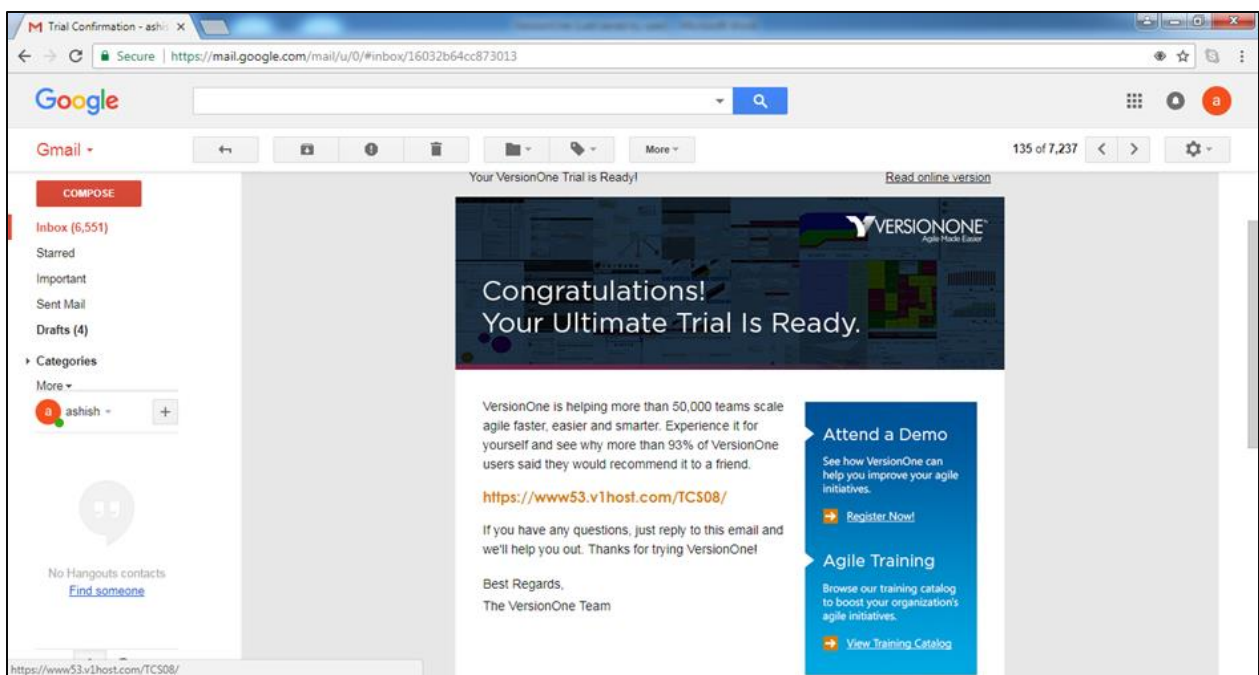 Trial Confirmation - ashis
Secure | https://mail.google.com/mail/u/0/#inbox/16032b64cc873013
Google
a
Gmail
More
135 of 7,237
COMPOSE
Inbox (6,551)
Starred
Important
Sent Mail
Drafts (4)
Categories
More
a ashish
+
No Hangouts contacts
Find someone
Your VersionOne Trial is Ready!
Read online version
VERSIONONE
Agile Made Easier
Congratulations!
Your Ultimate Trial Is Ready.
VersionOne is helping more than 50,000 teams scale
agile faster, easier and smarter. Experience it for
yourself and see why more than 93% of VersionOne
users said they would recommend it to a friend.
https://www53.v1host.com/TCS08/
If you have any questions, just reply to this email and
we'll help you out. Thanks for trying VersionOne!
Best Regards,
The VersionOne Team
Attend a Demo
See how VersionOne can
help you improve your agile
initiatives.
Register Now!
Agile Training
Browse our training catalog
to boost your organization's
agile initiatives.
View Training Catalog
https://www53.v1host.com/TCS08/